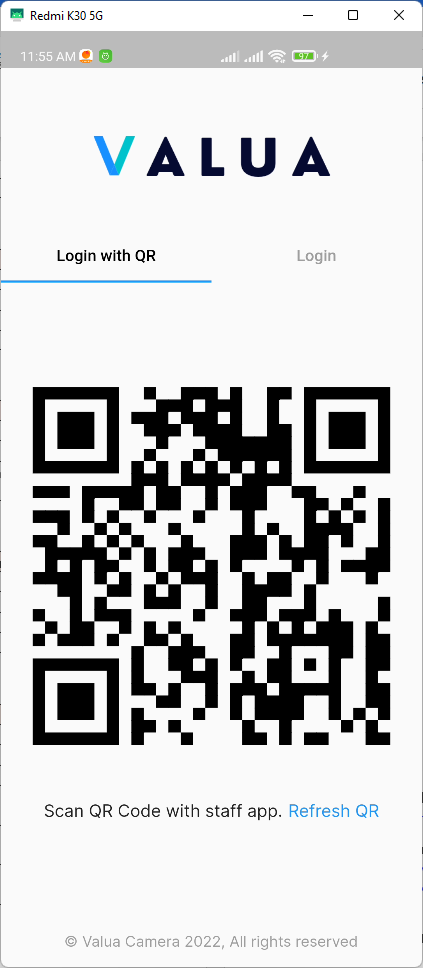 Redmi K30 5G
11:55 AM
97
VALUA
Login with QR
Login
Scan QR Code with staff app. Refresh QR
© Valua Camera 2022, All rights reserved